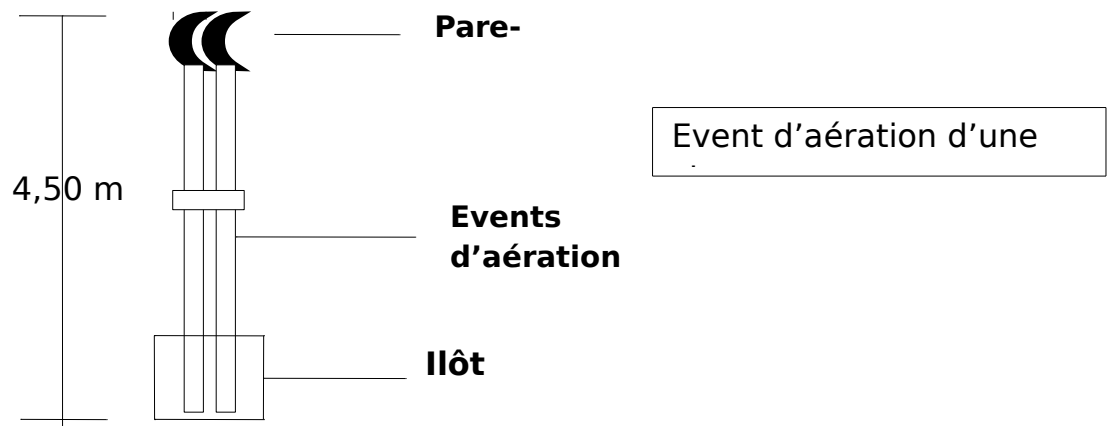 Pare-
Event d’aération d’une
4,50 m
Events
d’aération
Ilôt